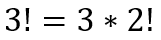 3! = 3 * 2!